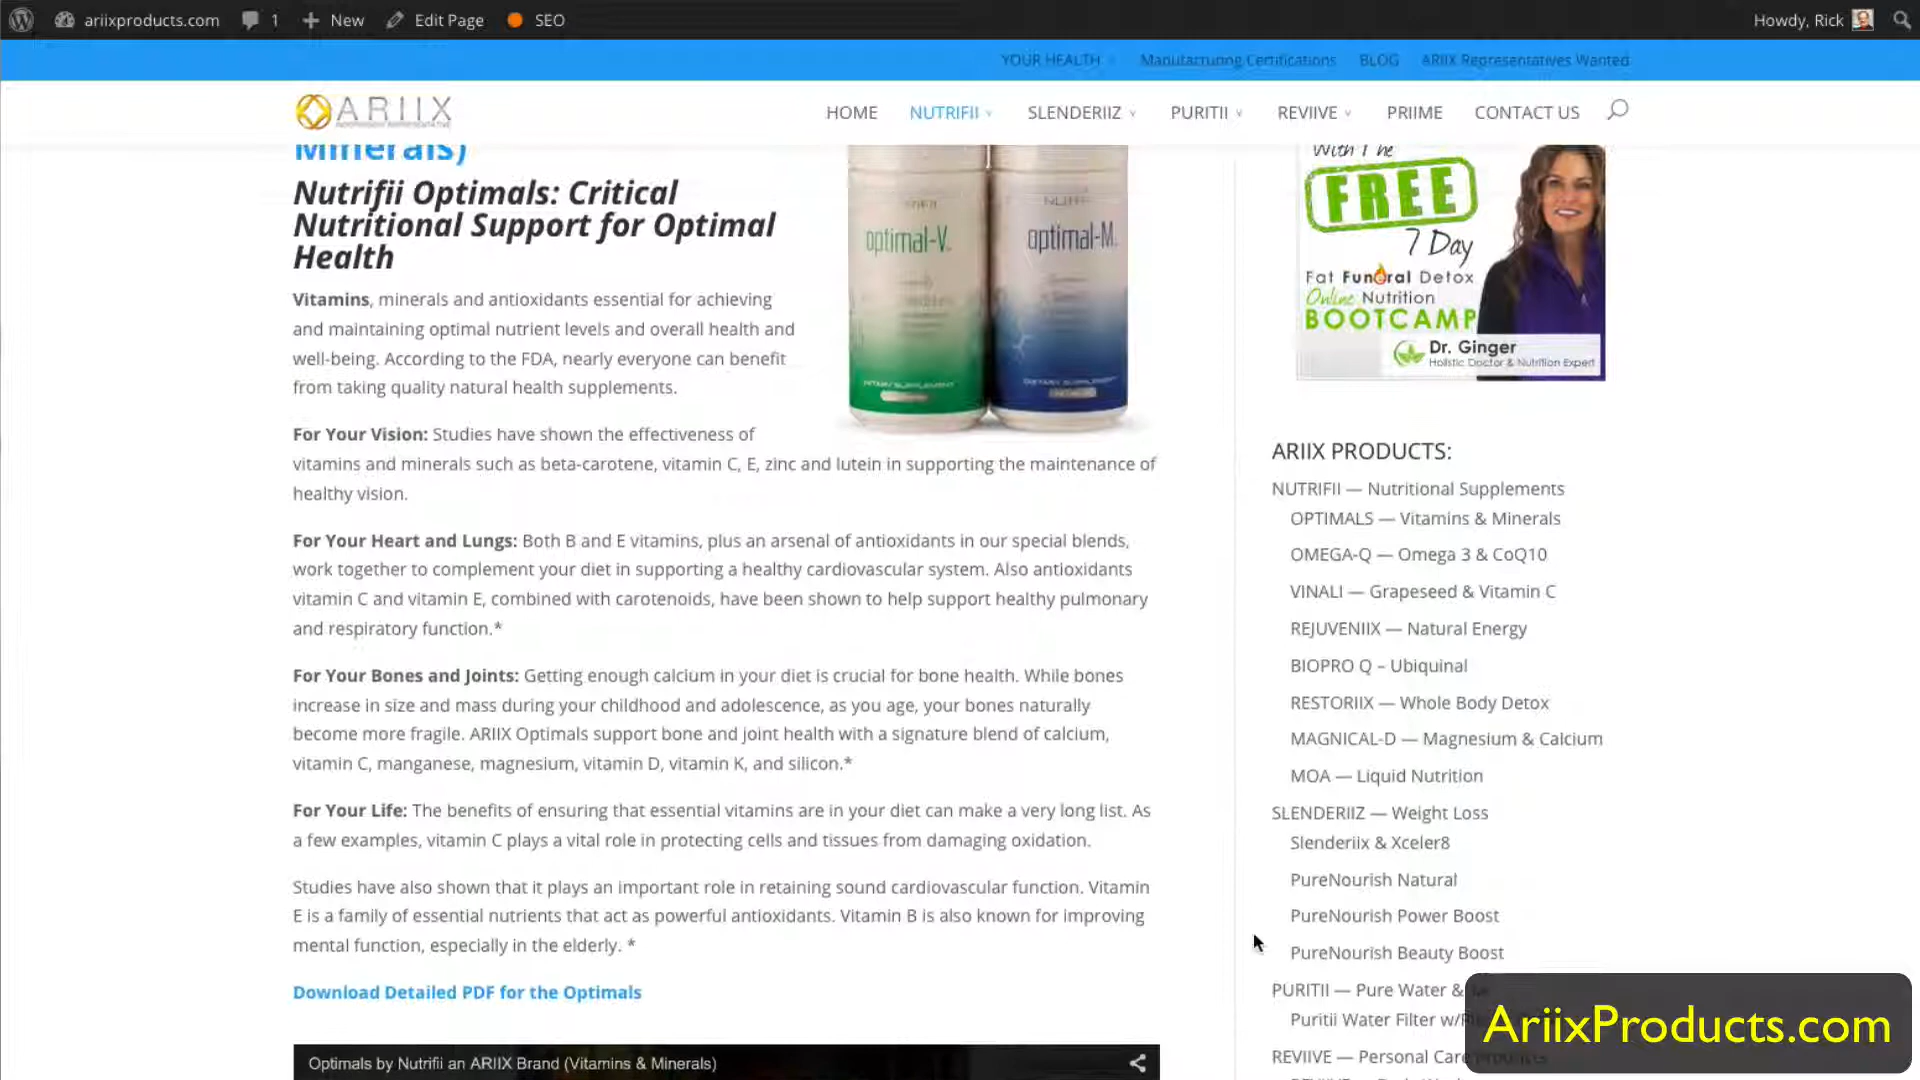 ariixproducts.com 1 New Edit Page SEO Howdy, Rick
YOUR HEALTH Manufacturing Certifications BLOG ARIIX Representatives Wanted
ARIIX
INDEPENDENT REPRESENTATIVE
HOME NUTRIFII SLENDERIIZ PURITII REVIIVE PRIIME CONTACT US
Minerals)
Nutrifii Optimals: Critical
Nutritional Support for Optimal
Health
Vitamins, minerals and antioxidants essential for achieving
and maintaining optimal nutrient levels and overall health and
well-being. According to the FDA, nearly everyone can benefit
from taking quality natural health supplements.
optimal-V
DIETARY SUPPLEMENT
optimal-M
DIETARY SUPPLEMENT
For Your Vision: Studies have shown the effectiveness of
vitamins and minerals such as beta-carotene, vitamin C, E, zinc and lutein in supporting the maintenance of
healthy vision.
For Your Heart and Lungs: Both B and E vitamins, plus an arsenal of antioxidants in our special blends,
work together to complement your diet in supporting a healthy cardiovascular system. Also antioxidants
vitamin C and vitamin E, combined with carotenoids, have been shown to help support healthy pulmonary
and respiratory function.*
For Your Bones and Joints: Getting enough calcium in your diet is crucial for bone health. While bones
increase in size and mass during your childhood and adolescence, as you age, your bones naturally
become more fragile. ARIIX Optimals support bone and joint health with a signature blend of calcium,
vitamin C, manganese, magnesium, vitamin D, vitamin K, and silicon.*
For Your Life: The benefits of ensuring that essential vitamins are in your diet can make a very long list. As
a few examples, vitamin C plays a vital role in protecting cells and tissues from damaging oxidation.
Studies have also shown that it plays an important role in retaining sound cardiovascular function. Vitamin
E is a family of essential nutrients that act as powerful antioxidants. Vitamin B is also known for improving
mental function, especially in the elderly. *
Download Detailed PDF for the Optimals
Optimals by Nutrifii an ARIIX Brand (Vitamins & Minerals)
With The
FREE
7 Day
Fat Funeral Detox
Online Nutrition
BOOTCAMP
Dr. Ginger
Holistic Doctor & Nutrition Expert
ARIIX PRODUCTS:
NUTRIFII — Nutritional Supplements
OPTIMALS — Vitamins & Minerals
OMEGA-Q — Omega 3 & CoQ10
VINALI — Grapeseed & Vitamin C
REJUVENIIX — Natural Energy
BIOPRO Q – Ubiquinal
RESTORIIX — Whole Body Detox
MAGNICAL-D — Magnesium & Calcium
MOA — Liquid Nutrition
SLENDERIIZ — Weight Loss
Slenderiix & Xceler8
PureNourish Natural
PureNourish Power Boost
PureNourish Beauty Boost
PURITII — Pure Water &
Puritii Water Filter
REVIIVE — Personal Care
AriixProducts.com